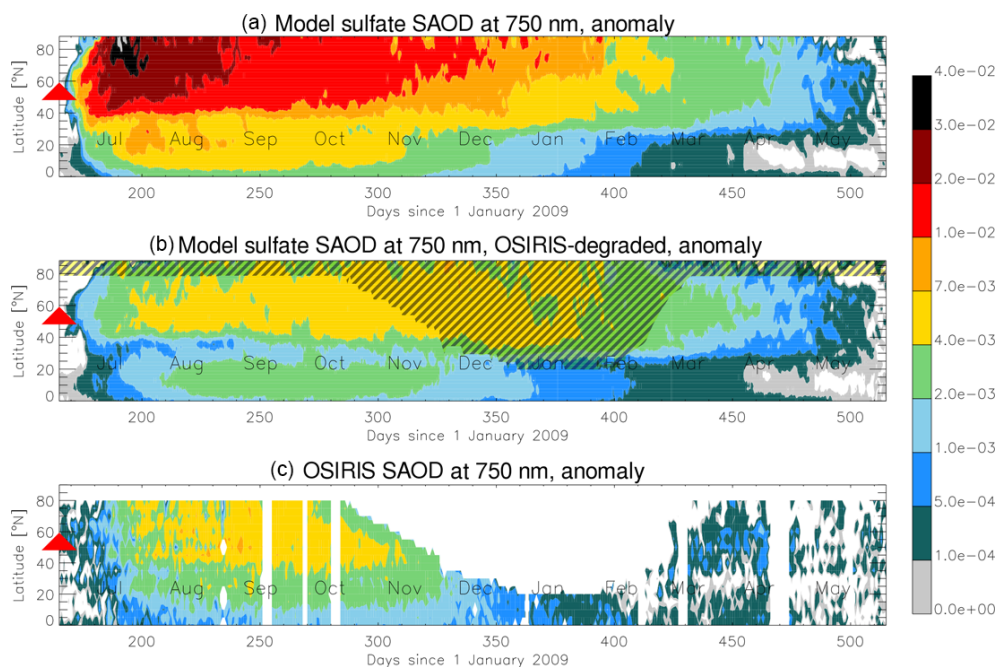 (a) Model sulfate SAOD at 750 nm, anomaly
80
60
40
20
0
Latitude [°N]
Jul Aug Sep Oct Nov Dec Jan Feb Mar Apr May
200 250 300 350 400 450 500
Days since 1 January 2009
(b) Model sulfate SAOD at 750 nm, OSIRIS-degraded, anomaly
80
60
40
20
0
Latitude [°N]
Jul Aug Sep Oct Nov Dec Jan Feb Mar Apr May
200 250 300 350 400 450 500
Days since 1 January 2009
(c) OSIRIS SAOD at 750 nm, anomaly
80
60
40
20
0
Latitude [°N]
Jul Aug Sep Oct Nov Dec Jan Feb Mar Apr May
200 250 300 350 400 450 500
Days since 1 January 2009
4.0e-02
3.0e-02
2.0e-02
1.0e-02
7.0e-03
4.0e-03
2.0e-03
1.0e-03
5.0e-04
1.0e-04
0.0e+00